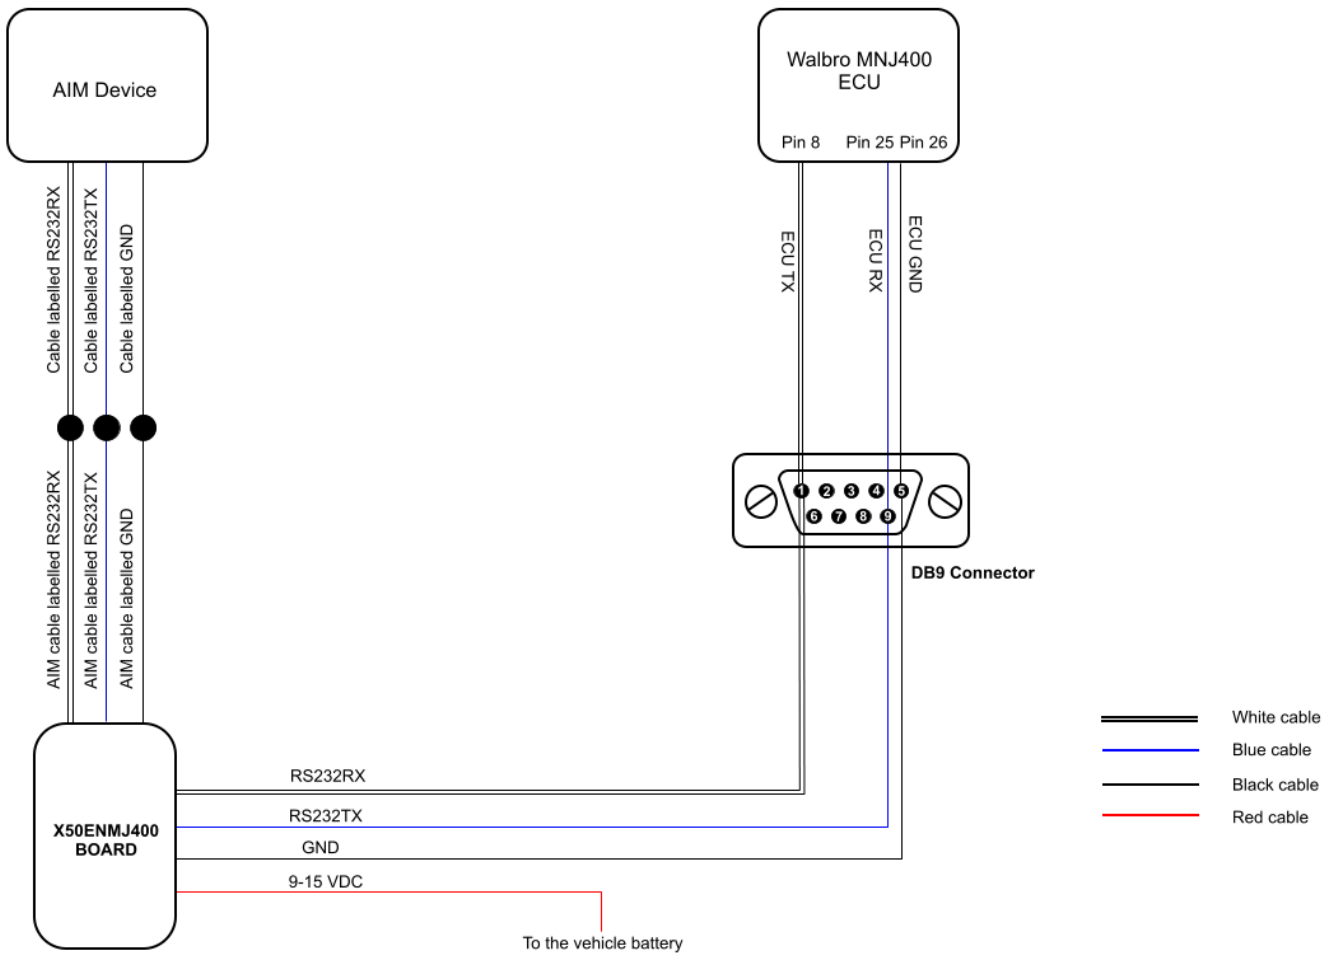 AIM Device
Walbro MNJ400
ECU
Pin 8
Pin 25
Pin 26
Cable labelled RS232RX
Cable labelled RS232TX
Cable labelled GND
ECU TX
ECU RX
ECU GND
AIM cable labelled RS232RX
AIM cable labelled RS232TX
AIM cable labelled GND
1
2
3
4
5
6
7
8
9
DB9 Connector
X50ENMJ400
BOARD
RS232RX
RS232TX
GND
9-15 VDC
To the vehicle battery
White cable
Blue cable
Black cable
Red cable